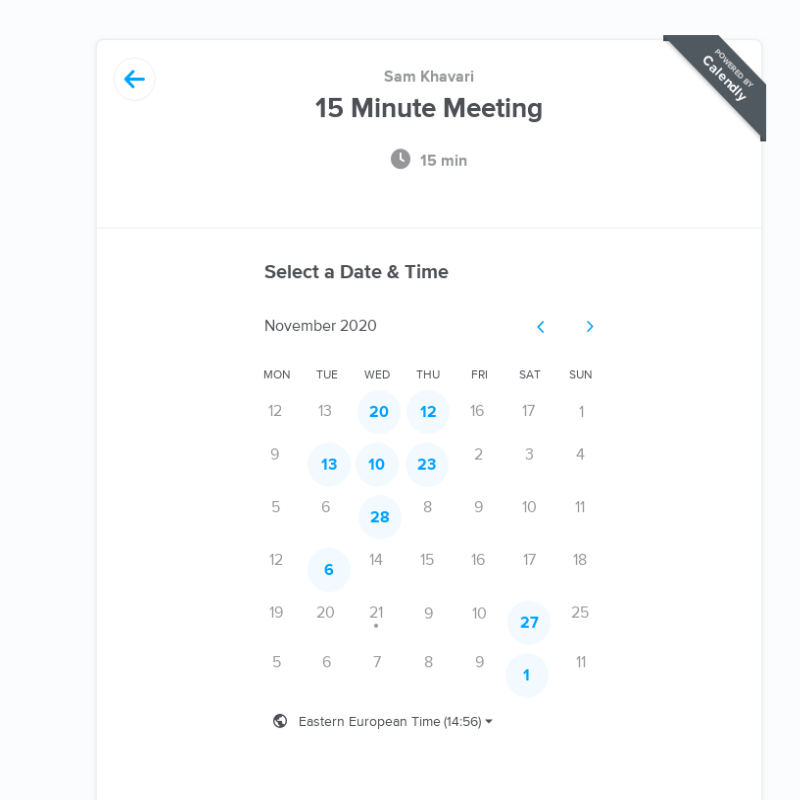 POWERED BY
Calendly
Sam Khavari
15 Minute Meeting
15 min
Select a Date & Time
November 2020
MON TUE WED THU FRI SAT SUN
12 13 20 12 16 17 1
9 13 10 23 2 3 4
5 6 28 8 9 10 11
12 6 14 15 16 17 18
19 20 21 9 10 27 25
5 6 7 8 9 1 11
Eastern European Time (14:56)